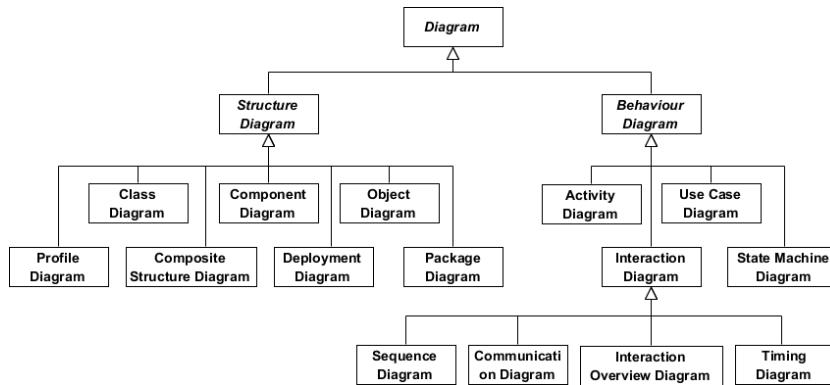 Diagram
Structure
Diagram
Behaviour
Diagram
Class
Diagram
Component
Diagram
Object
Diagram
Activity
Diagram
Use Case
Diagram
Profile
Diagram
Composite
Structure Diagram
Deployment
Diagram
Package
Diagram
Interaction
Diagram
State Machine
Diagram
Sequence
Diagram
Communicati
on Diagram
Interaction
Overview Diagram
Timing
Diagram